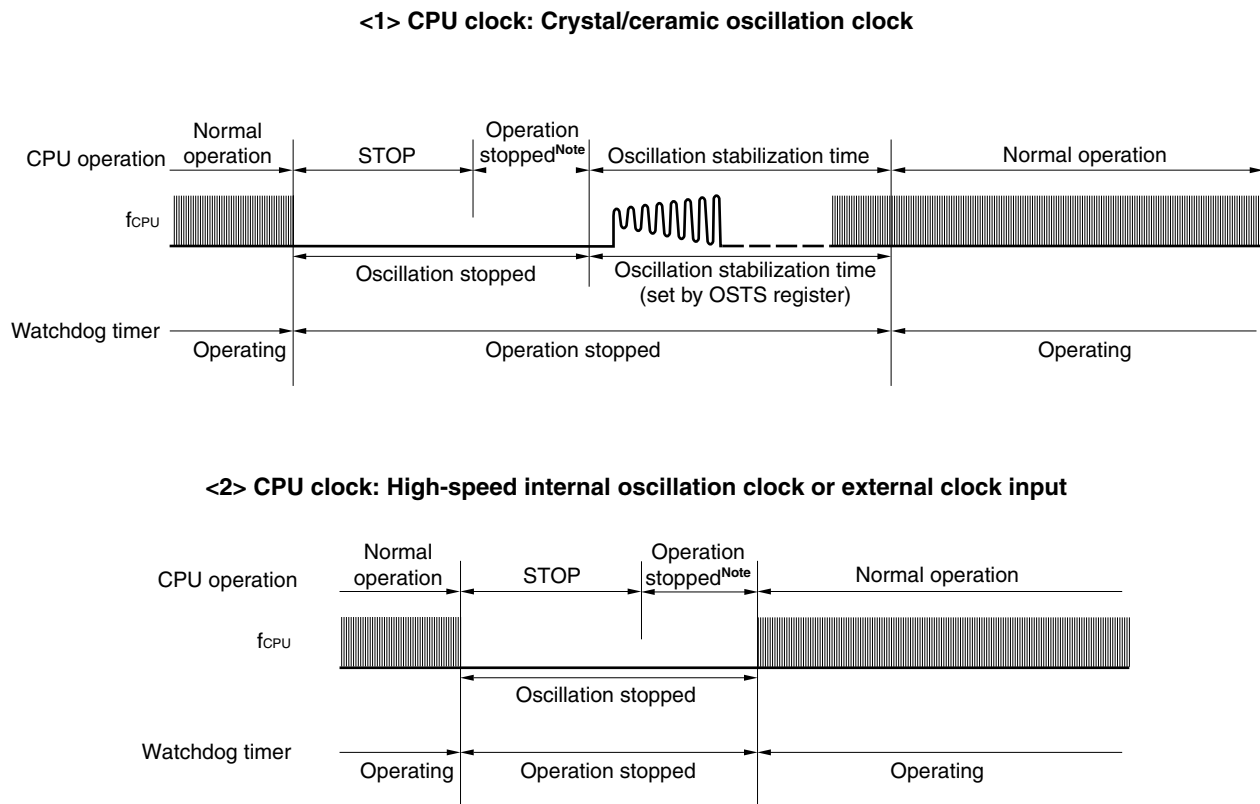 <1> CPU clock: Crystal/ceramic oscillation clock
Normal operation
Operation stopped^Note
CPU operation
STOP
Oscillation stabilization time
Normal operation
fCPU
Oscillation stopped
Oscillation stabilization time
(set by OSTS register)
Watchdog timer
Operating
Operation stopped
Operating
<2> CPU clock: High-speed internal oscillation clock or external clock input
Normal operation
Operation stopped^Note
CPU operation
STOP
Normal operation
fCPU
Oscillation stopped
Watchdog timer
Operating
Operation stopped
Operating